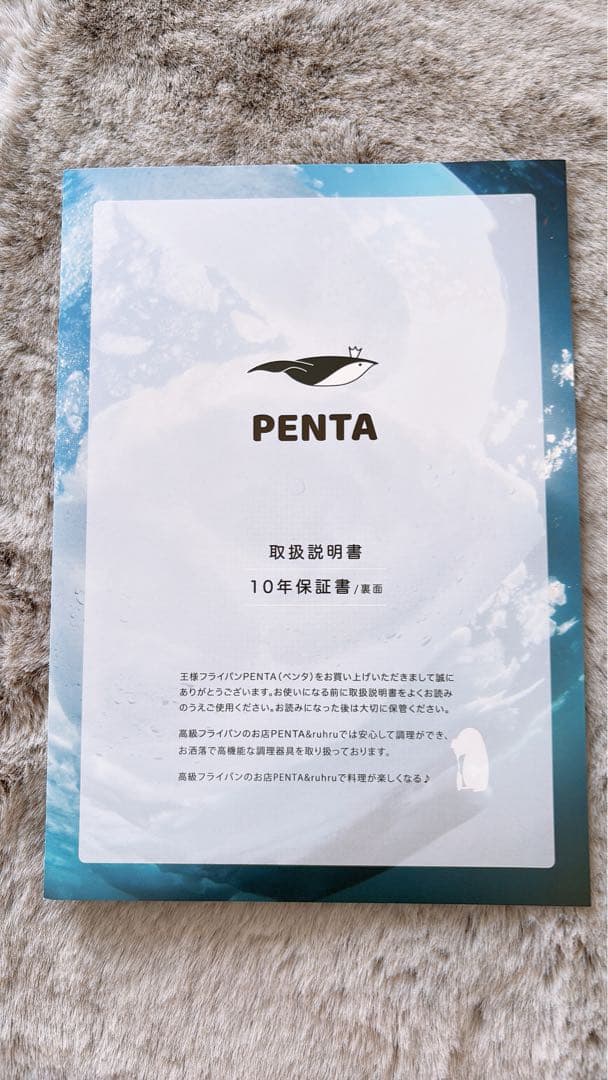 PENTA
取扱説明書
10年保証書/裏面
王様フライパンPENTA(ペンタ)をお買い上げいただきまして誠に
ありがとうございます。お使いになる前に取扱説明書をよくお読み
のうえご使用ください。お読みになった後は大切に保管ください。
高級フライパンのお店PENTA&ruhruでは安心して調理ができ、
お洒落で高機能な調理器具を取り扱っております。
高級フライパンのお店PENTA&ruhruで料理が楽しくなる♪